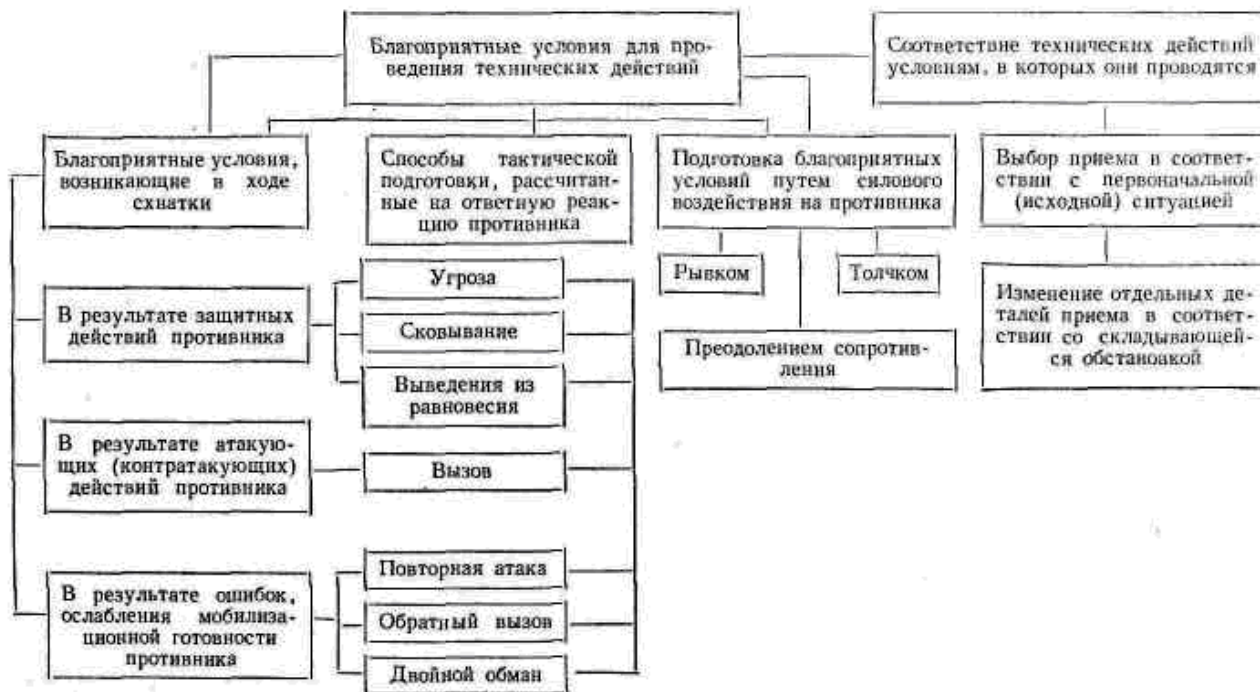 Благоприятные условия для про-
ведения технических действий
Соответствие технических действий
условиям, в которых они проводятся
Благоприятные условия,
возникающие в ходе
схватки
Способы тактической
подготовки, рассчитан-
ные на ответную реак-
цию противника
Подготовка благоприятных
условий путем силового
воздействия на противника
Выбор приема в соответ-
ствии с первоначальной
(исходной) ситуацией
Рывком
Толчком
Преодолением сопротив-
ления
Изменение отдельных де-
талей приема в соответ-
ствии со складывающей-
ся обстановкой
В результате защитных
действий противника
Угроза
Сковывание
Выведения из
равновесия
В результате атакую-
щих (контратакующих)
действий противника
Вызов
В результате ошибок,
ослабления мобилиза-
ционной готовности
противника
Повторная атака
Обратный вызов
Двойной обман